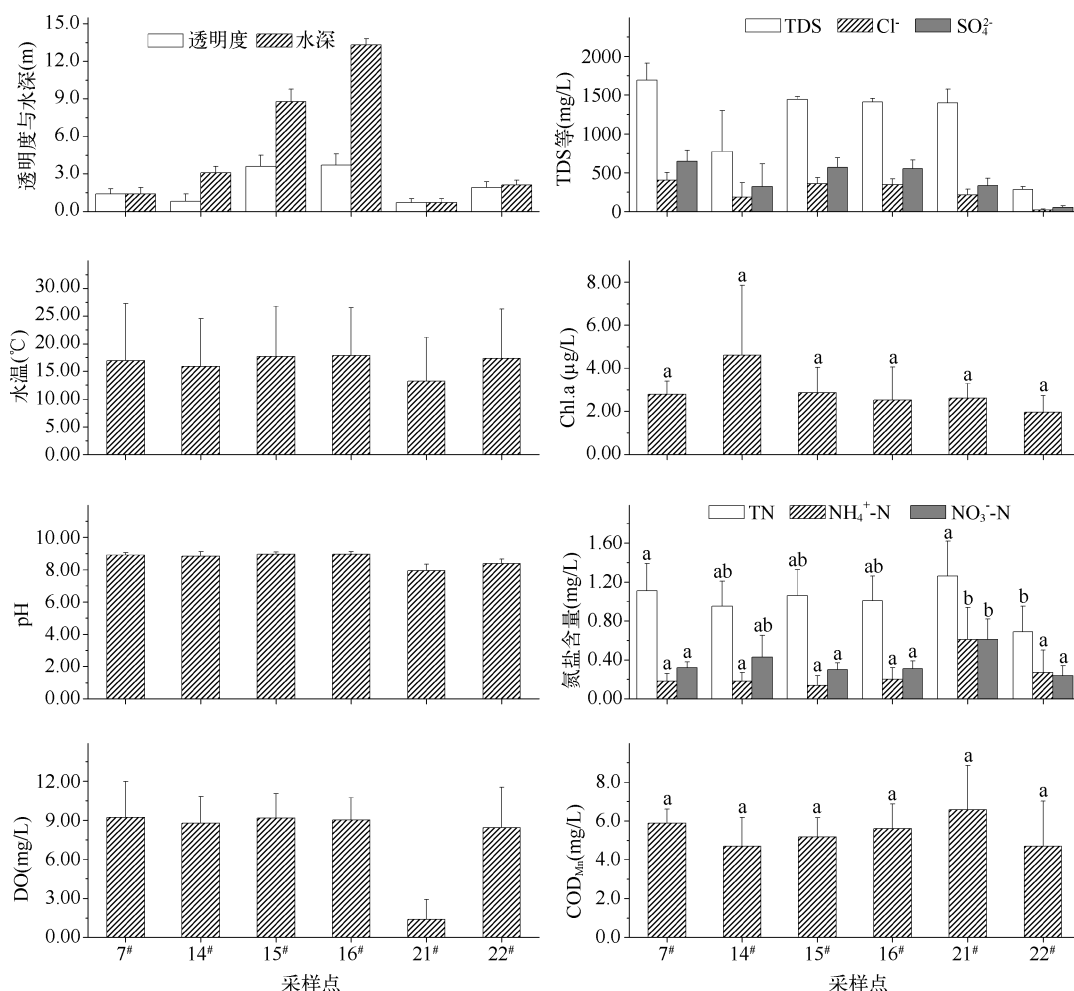 透明度 水深
15.0
12.0
9.0
6.0
3.0
0.0
透明度与水深(m)
TDS Cl⁻ SO₄²⁻
2000
1500
1000
500
0
TDS等(mg/L)
30.00
25.00
20.00
15.00
10.00
5.00
0.00
水温(℃)
8.00
6.00
4.00
2.00
0.00
Chl.a (μg/L)
a a a a a a
10.00
8.00
6.00
4.00
2.00
0.00
pH
TN NH₄⁺-N NO₃⁻-N
1.60
1.20
0.80
0.40
0.00
氮盐含量(mg/L)
a a a
ab a ab
ab a a
ab a a
a b b
b a a
12.00
9.00
6.00
3.00
0.00
DO(mg/L)
7# 14# 15# 16# 21# 22#
采样点
8.0
6.0
4.0
2.0
0.0
COD_Mn(mg/L)
a a a a a a
7# 14# 15# 16# 21# 22#
采样点